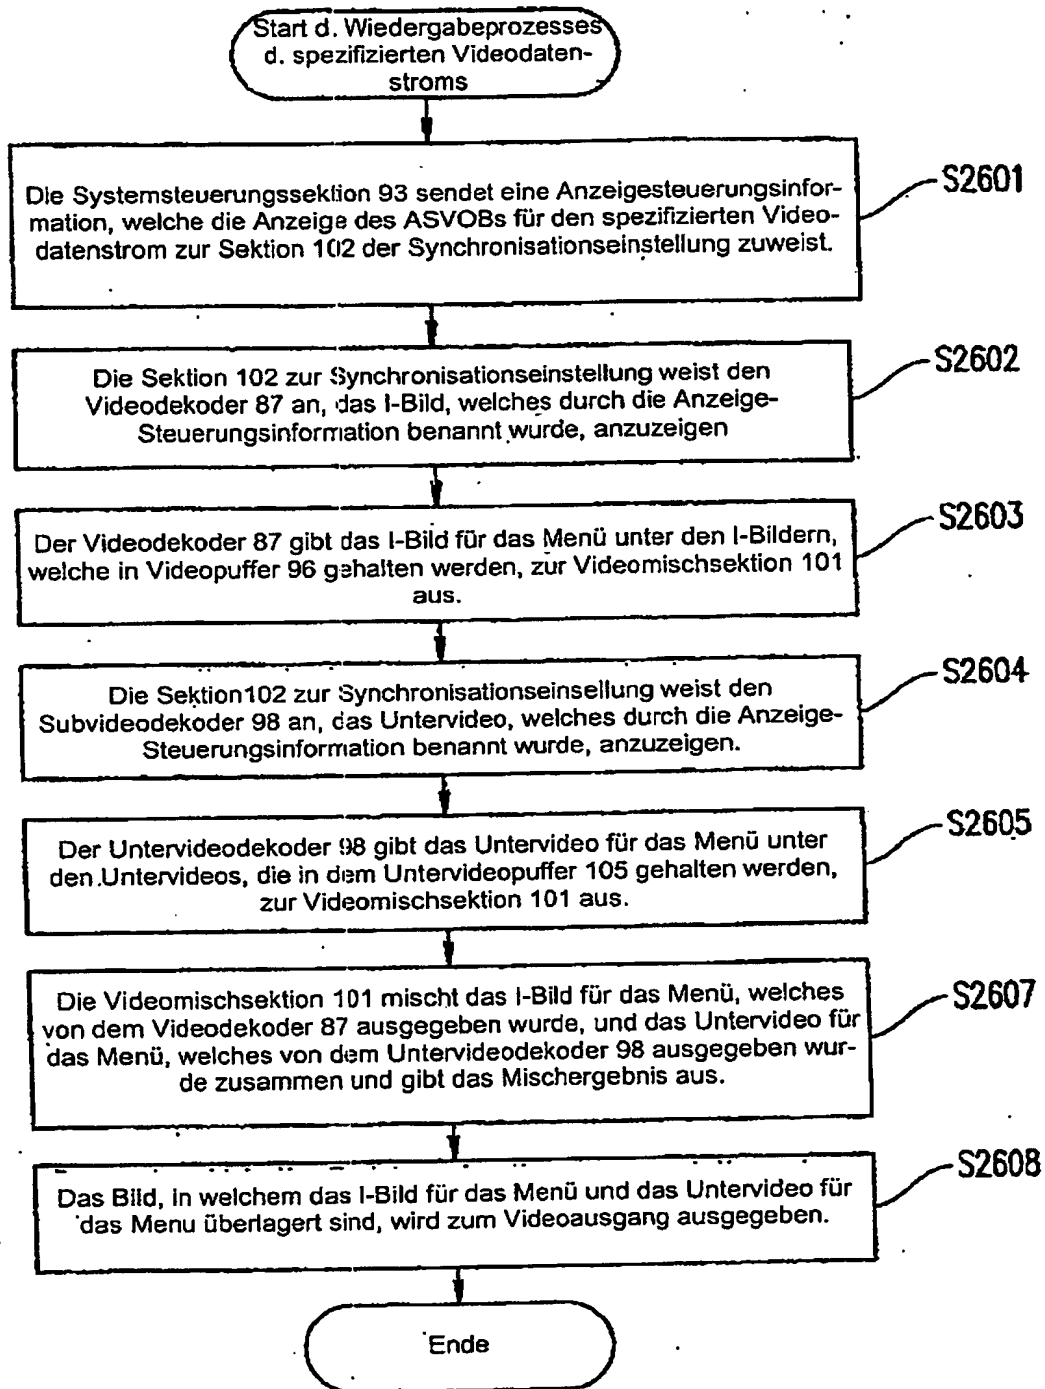 Start d. Wiedergabeprozesses
d. spezifizierten Videodaten-
stroms
Die Systemsteuerungssektion 93 sendet eine Anzeigesteuerungsinfor-
mation, welche die Anzeige des ASVOBs für den spezifizierten Video-
datenstrom zur Sektion 102 der Synchronisationseinstellung zuweist.
S2601
Die Sektion 102 zur Synchronisationseinstellung weist den
Videodekoder 87 an, das I-Bild, welches durch die Anzeige-
Steuerungsinformation benannt wurde, anzuzeigen
S2602
Der Videodekoder 87 gibt das I-Bild für das Menü unter den I-Bildern,
welche in Videopuffer 96 gehalten werden, zur Videomischsektion 101
aus.
S2603
Die Sektion102 zur Synchronisationseinsellung weist den
Subvideodekoder 98 an, das Untervideo, welches durch die Anzeige-
Steuerungsinformation benannt wurde, anzuzeigen.
S2604
Der Untervideodekoder 98 gibt das Untervideo für das Menü unter
den Untervideos, die in dem Untervideopuffer 105 gehalten werden,
zur Videomischsektion 101 aus.
S2605
Die Videomischsektion 101 mischt das I-Bild für das Menü, welches
von dem Videodekoder 87 ausgegeben wurde, und das Untervideo für
das Menü, welches von dem Untervideodekoder 98 ausgegeben wur-
de zusammen und gibt das Mischergebnis aus.
S2607
Das Bild, in welchem das I-Bild für das Menü und das Untervideo für
das Menu überlagert sind, wird zum Videoausgang ausgegeben.
S2608
Ende